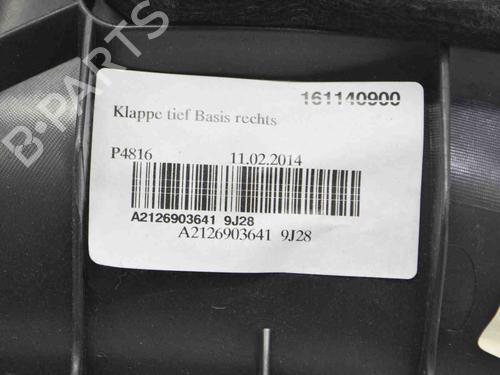 B-PARTS
161140900
Klappe tief Basis rechts
P4816 11.02.2014
A2126903641 9J28
A2126903641 9J28